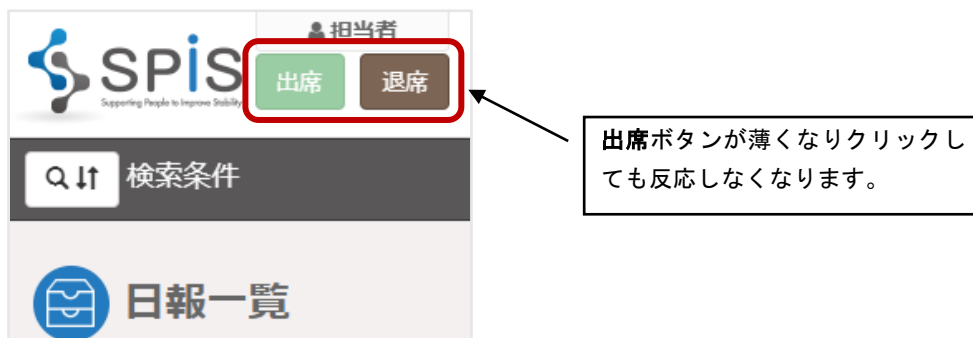 担当者
SPiS
Supporting People to Improve Stability
出席 退席
検索条件
日報一覧
出席ボタンが薄くなりクリックし
ても反応しなくなります。